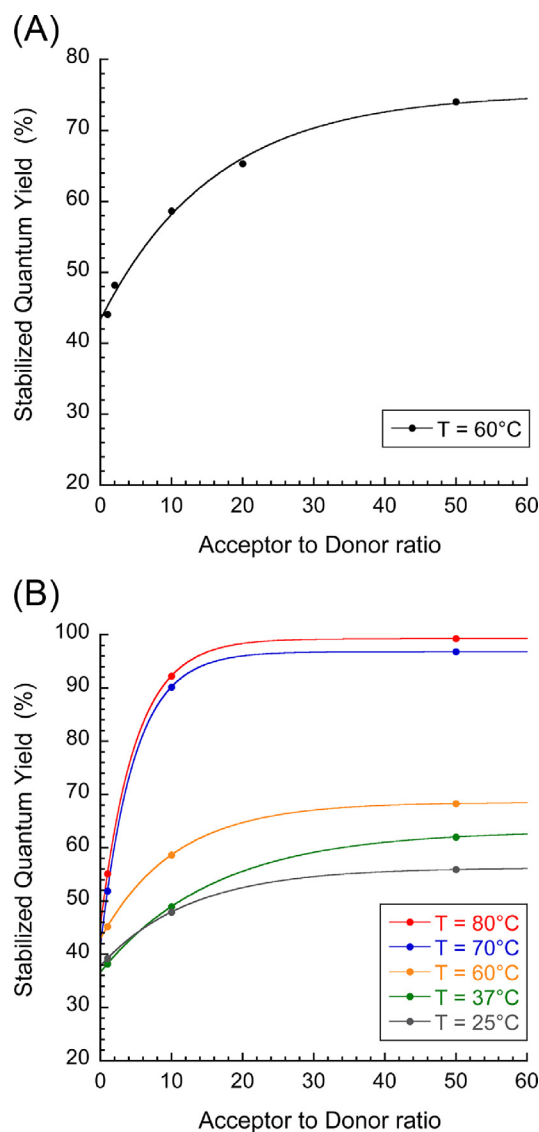 (A)
80
70
60
50
40
30
20
Stabilized Quantum Yield (%)
T = 60°C
0 10 20 30 40 50 60
Acceptor to Donor ratio
(B)
100
90
80
70
60
50
40
30
20
Stabilized Quantum Yield (%)
T = 80°C
T = 70°C
T = 60°C
T = 37°C
T = 25°C
0 10 20 30 40 50 60
Acceptor to Donor ratio